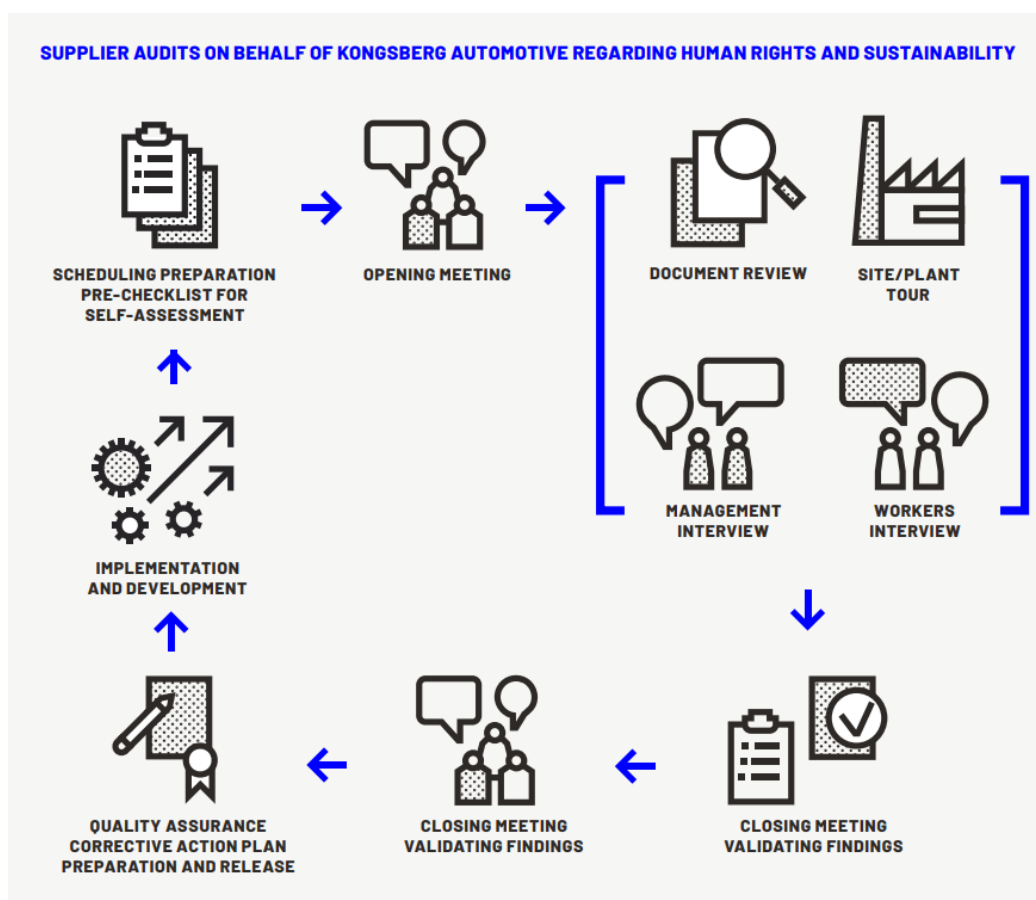 SUPPLIER AUDITS ON BEHALF OF KONGSBERG AUTOMOTIVE REGARDING HUMAN RIGHTS AND SUSTAINABILITY
SCHEDULING PREPARATION
PRE-CHECKLIST FOR
SELF-ASSESSMENT
OPENING MEETING
DOCUMENT REVIEW
SITE/PLANT
TOUR
MANAGEMENT
INTERVIEW
WORKERS
INTERVIEW
IMPLEMENTATION
AND DEVELOPMENT
QUALITY ASSURANCE
CORRECTIVE ACTION PLAN
PREPARATION AND RELEASE
CLOSING MEETING
VALIDATING FINDINGS
CLOSING MEETING
VALIDATING FINDINGS